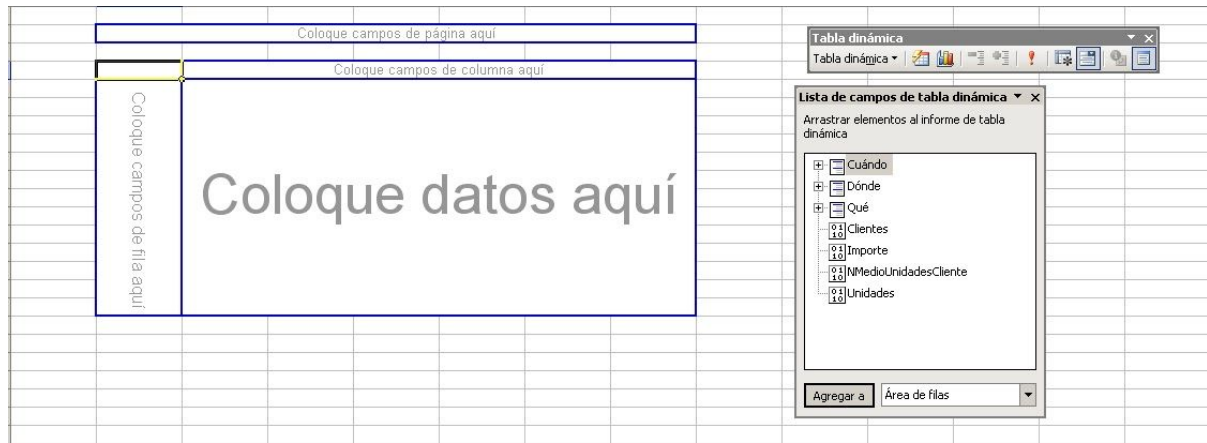 Coloque campos de página aquí
Coloque campos de columna aquí
Coloque campos de fila aquí
Coloque datos aquí
Tabla dinámica
Tabla dinámica
Lista de campos de tabla dinámica
Arrastrar elementos al informe de tabla
dinámica
Cuándo
Dónde
Qué
Clientes
Importe
NMedioUnidadesCliente
Unidades
Agregar a
Área de filas